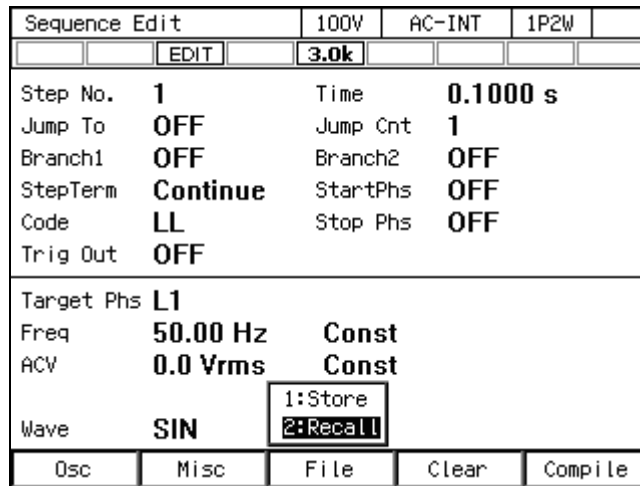 Sequence Edit 100V AC-INT 1P2W
EDIT 3.0k
Step No. 1 Time 0.1000 s
Jump To OFF Jump Cnt 1
Branch1 OFF Branch2 OFF
StepTerm Continue StartPhs OFF
Code LL Stop Phs OFF
Trig Out OFF
Target Phs L1
Freq 50.00 Hz Const
ACV 0.0 Vrms Const
1:Store
Wave SIN 2:Recall
Osc Misc File Clear Compile